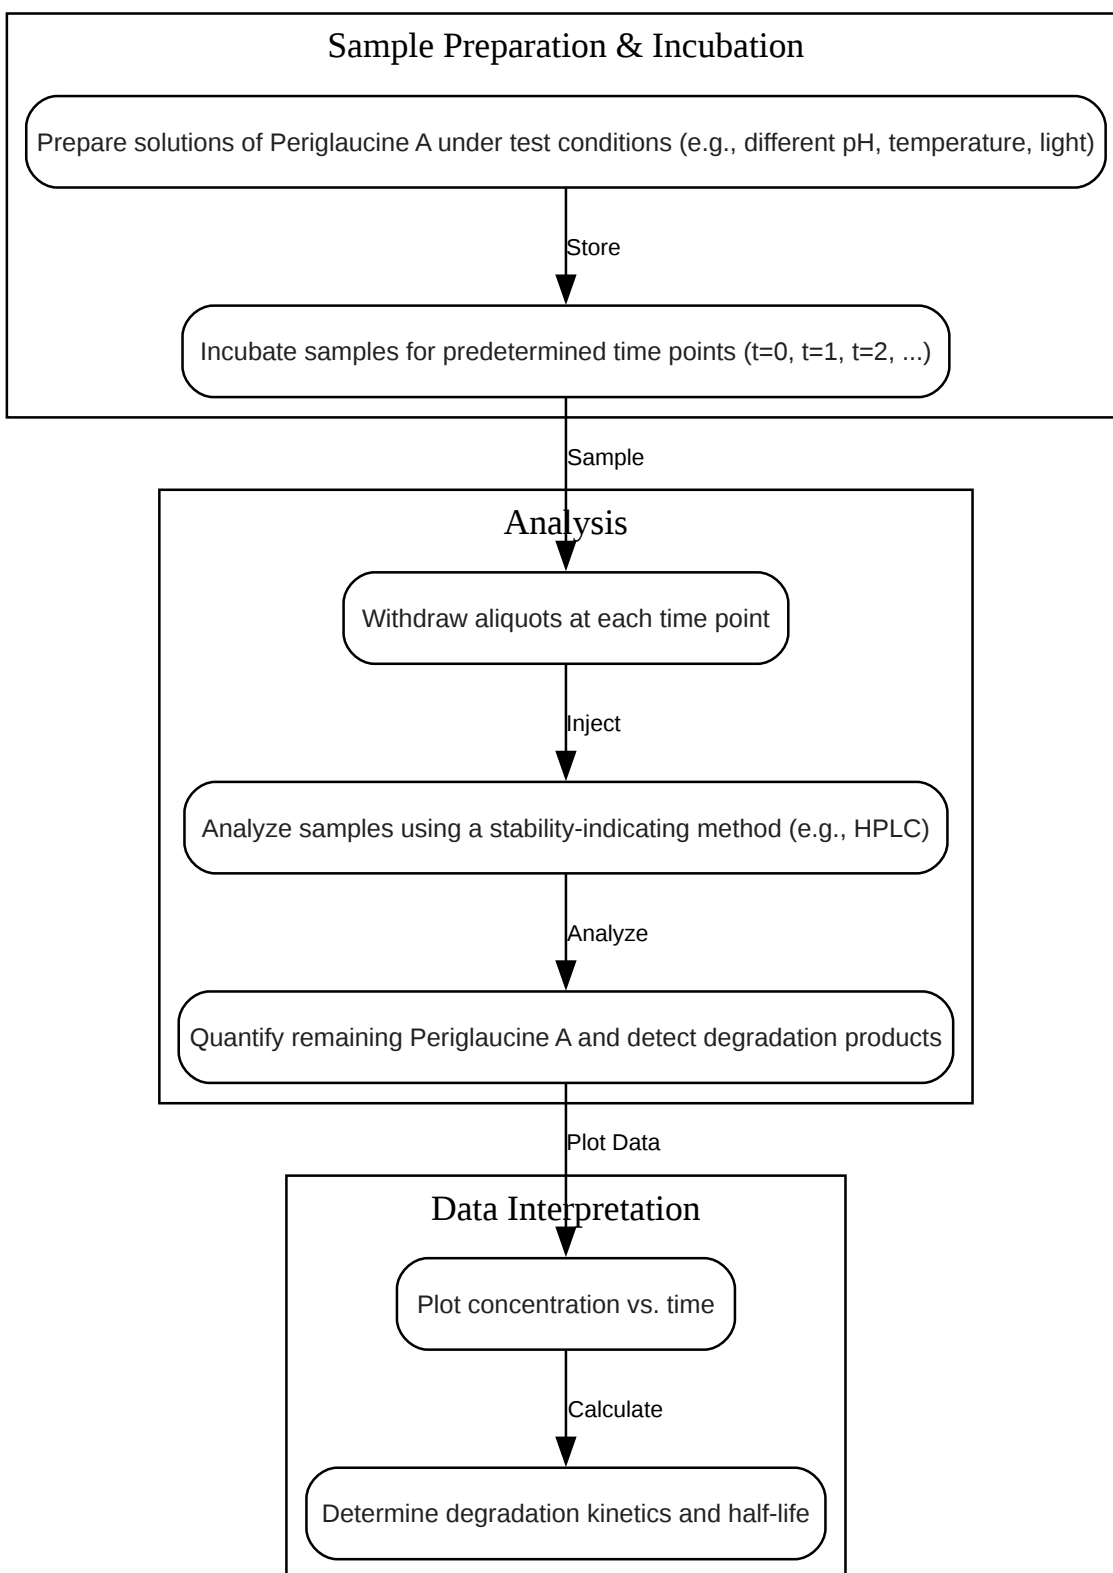 Sample Preparation & Incubation
Prepare solutions of Periglaucine A under test conditions (e.g., different pH, temperature, light)
Store
Incubate samples for predetermined time points (t=0, t=1, t=2, ...)
Sample
Analysis
Withdraw aliquots at each time point
Inject
Analyze samples using a stability-indicating method (e.g., HPLC)
Analyze
Quantify remaining Periglaucine A and detect degradation products
Plot Data
Data Interpretation
Plot concentration vs. time
Calculate
Determine degradation kinetics and half-life